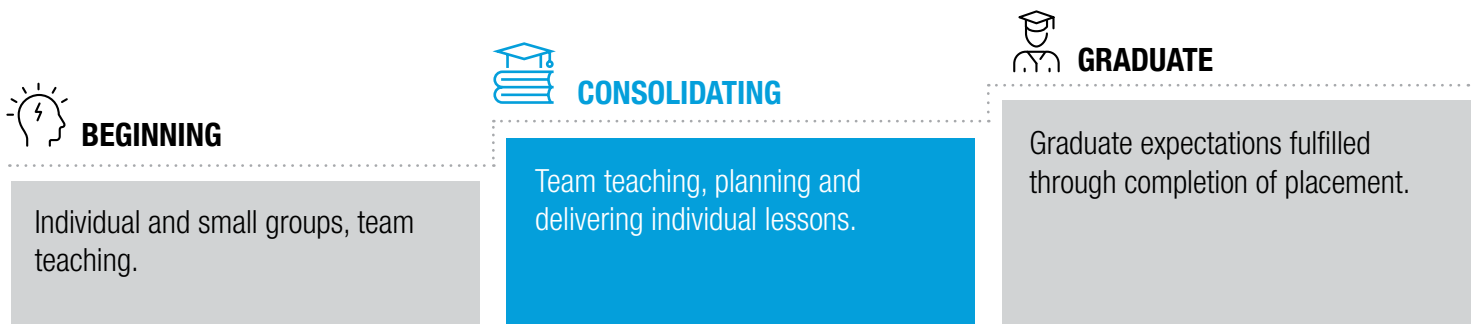 BEGINNING
Individual and small groups, team
teaching.
CONSOLIDATING
Team teaching, planning and
delivering individual lessons.
GRADUATE
Graduate expectations fulfilled
through completion of placement.